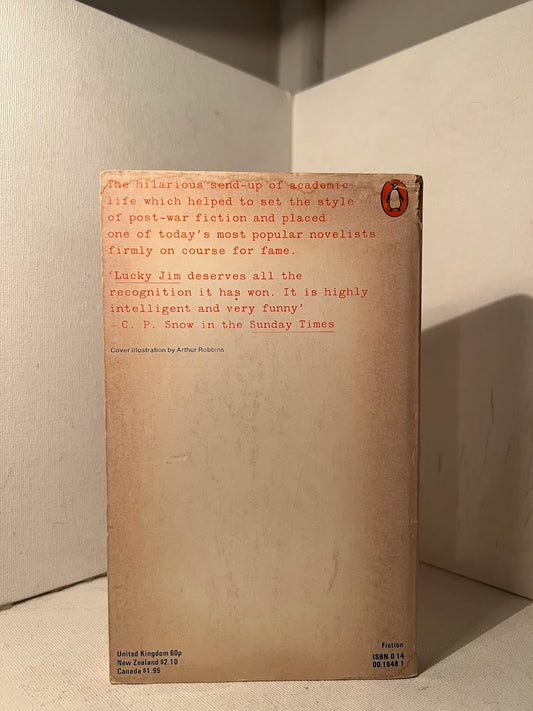 The hilarious send-up of academic
life which helped to set the style
of post-war fiction and placed
one of today's most popular novelists
firmly on course for fame.
'Lucky Jim deserves all the
recognition it has won. It is highly
intelligent and very funny'
– C. P. Snow in the Sunday Times
Cover illustration by Arthur Robbins
United Kingdom 60p
New Zealand $2.10
Canada $1.95
Fiction
ISBN 0 14
00.1648 1